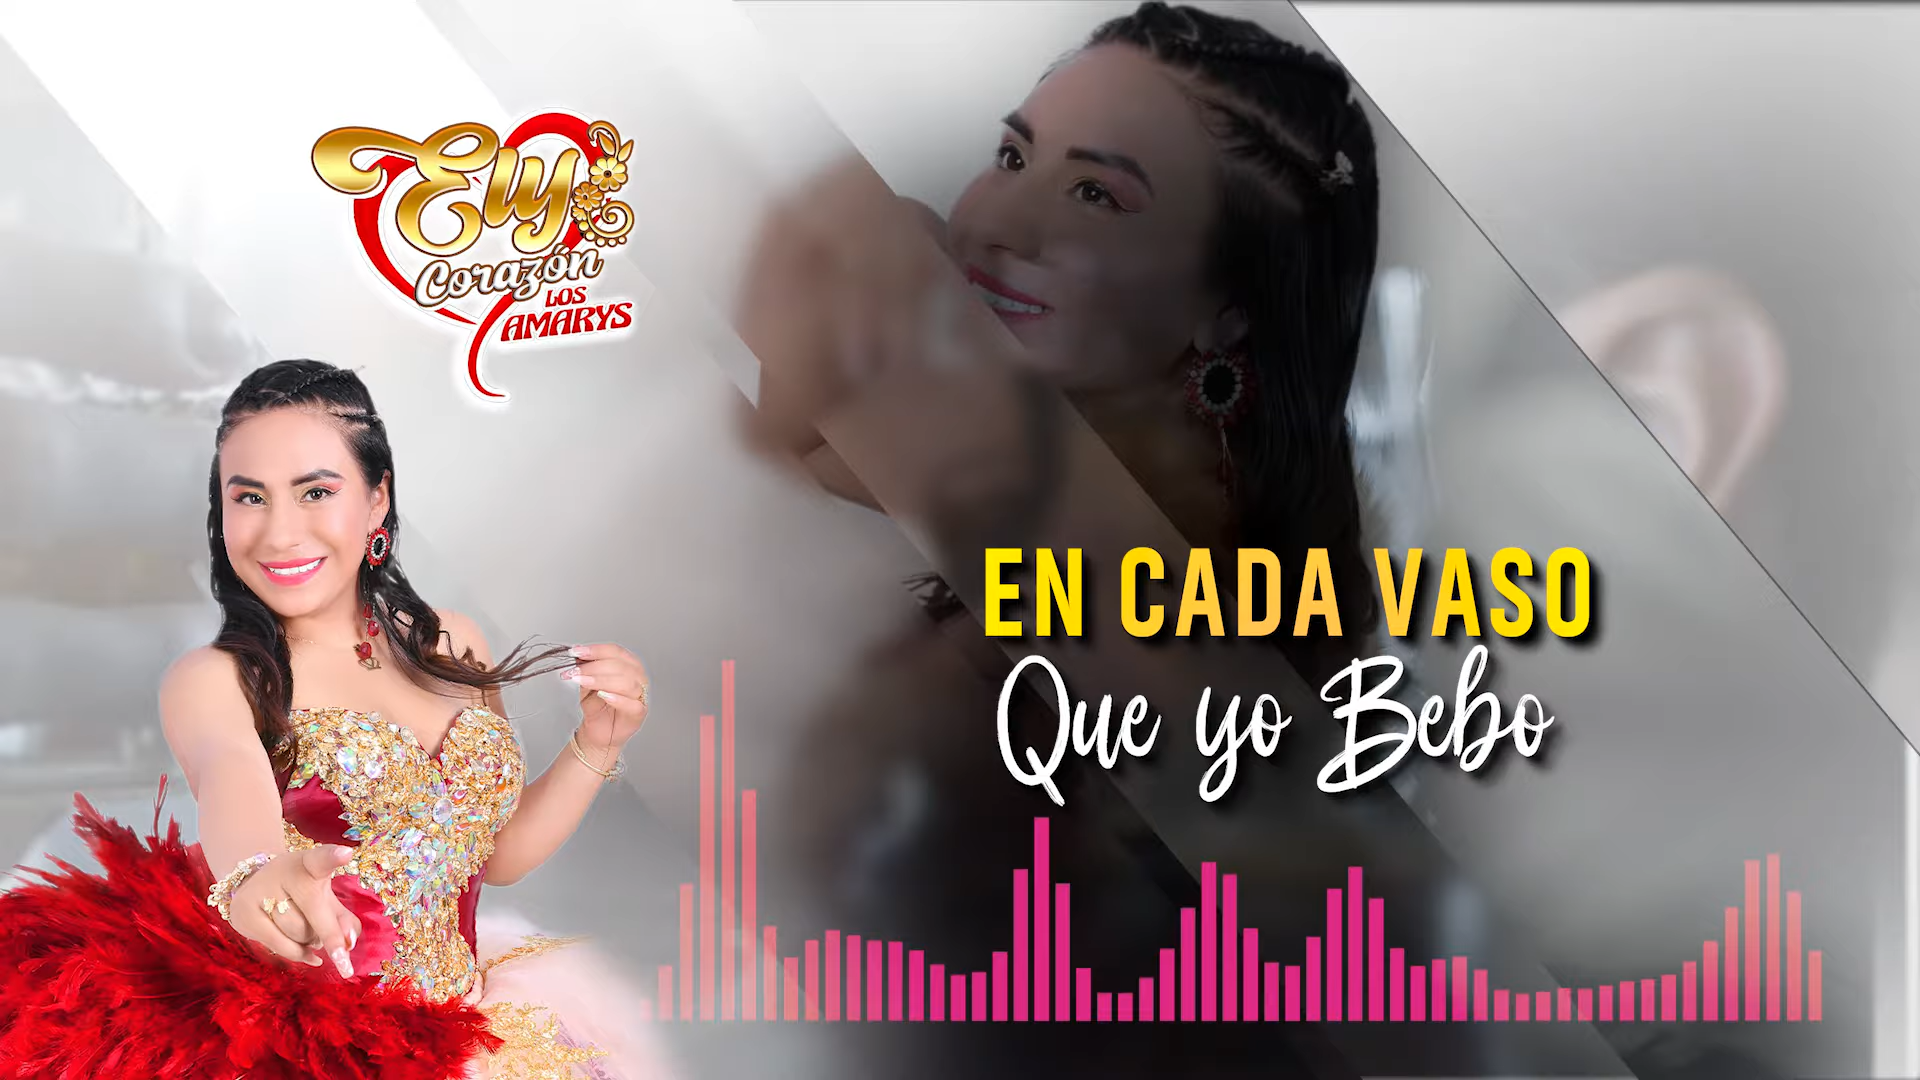 Ely
Corazón
LOS
AMARYS
EN CADA VASO
Que yo Bebo